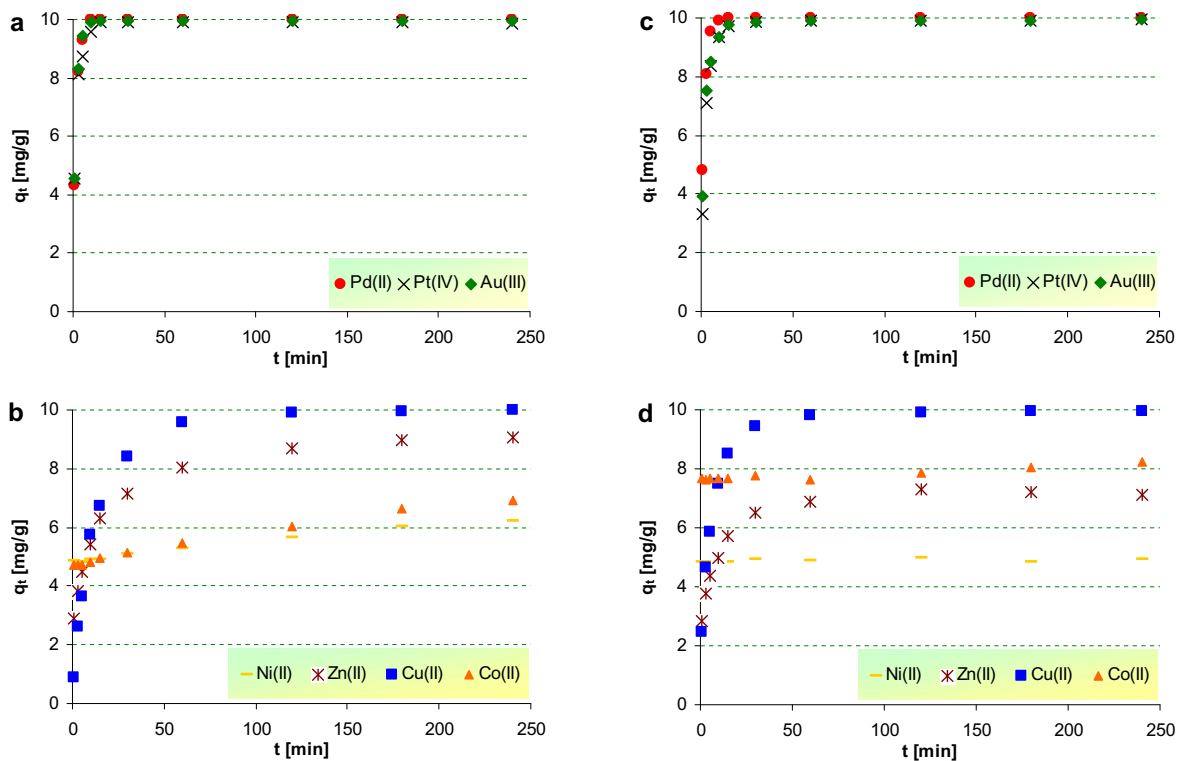 a
10
8
6
4
2
0
qt [mg/g]
Pd(II) Pt(IV) Au(III)
0 50 100 150 200 250
t [min]
c
10
8
6
4
2
0
qt [mg/g]
Pd(II) Pt(IV) Au(III)
0 50 100 150 200 250
t [min]
b
10
8
6
4
2
0
qt [mg/g]
Ni(II) Zn(II) Cu(II) Co(II)
0 50 100 150 200 250
t [min]
d
10
8
6
4
2
0
qt [mg/g]
Ni(II) Zn(II) Cu(II) Co(II)
0 50 100 150 200 250
t [min]